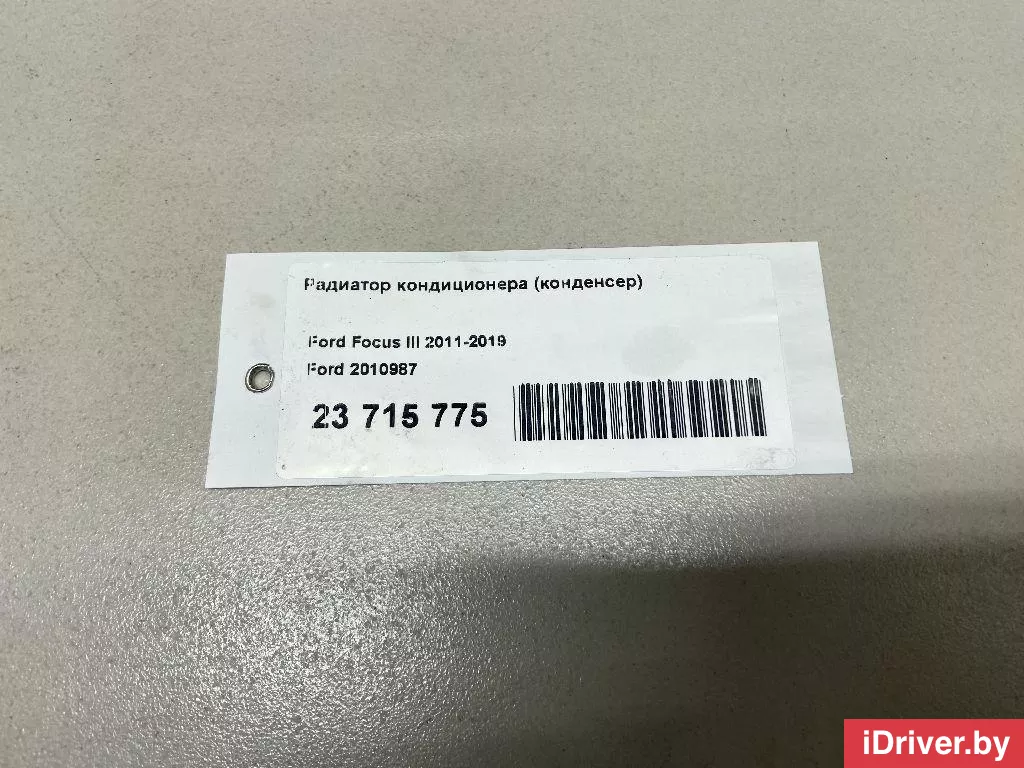 Радиатор кондиционера (конденсер)
Ford Focus III 2011-2019
Ford 2010987
23 715 775
iDriver.by